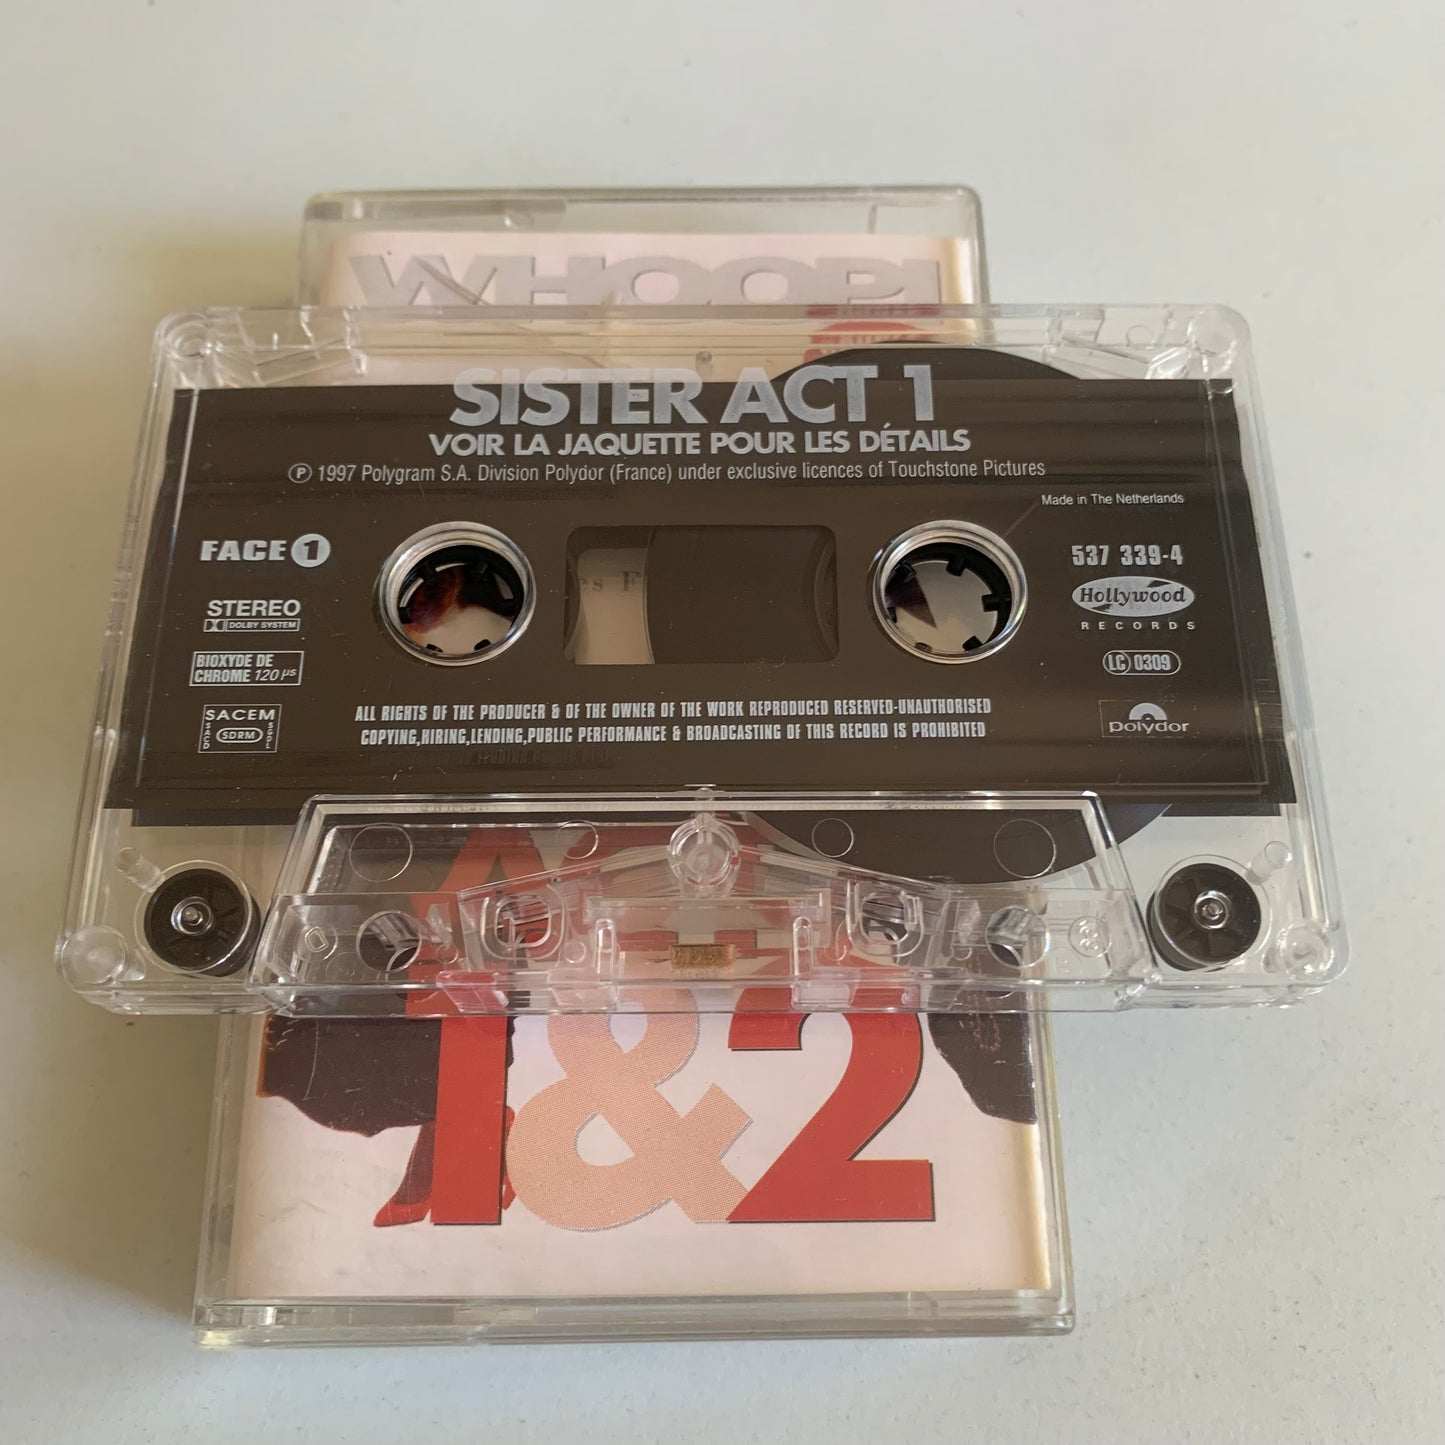 WHOOPI
SISTER ACT 1
VOIR LA JAQUETTE POUR LES DÉTAILS
℗ 1997 Polygram S.A. Division Polydor (France) under exclusive licences of Touchstone Pictures
Made in The Netherlands
FACE 1
537 339-4
STEREO
DOLBY SYSTEM
Hollywood
RECORDS
BIOXYDE DE
CHROME 120 µs
LC 0309
SACEM
SACD
SDRM
SGDL
polydor
ALL RIGHTS OF THE PRODUCER & OF THE OWNER OF THE WORK REPRODUCED RESERVED-UNAUTHORISED
COPYING,HIRING,LENDING,PUBLIC PERFORMANCE & BROADCASTING OF THIS RECORD IS PROHIBITED
1&2